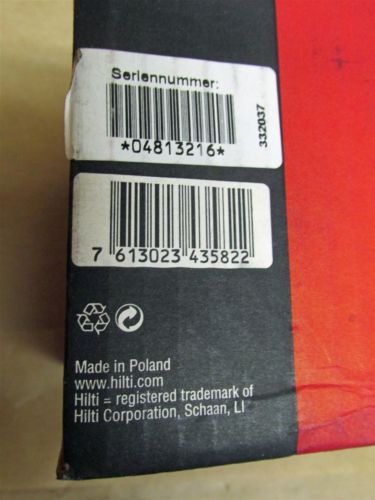 Seriennummer:
*04813216*
332037
7 613023 435822
Made in Poland
www.hilti.com
Hilti = registered trademark of
Hilti Corporation, Schaan, LI